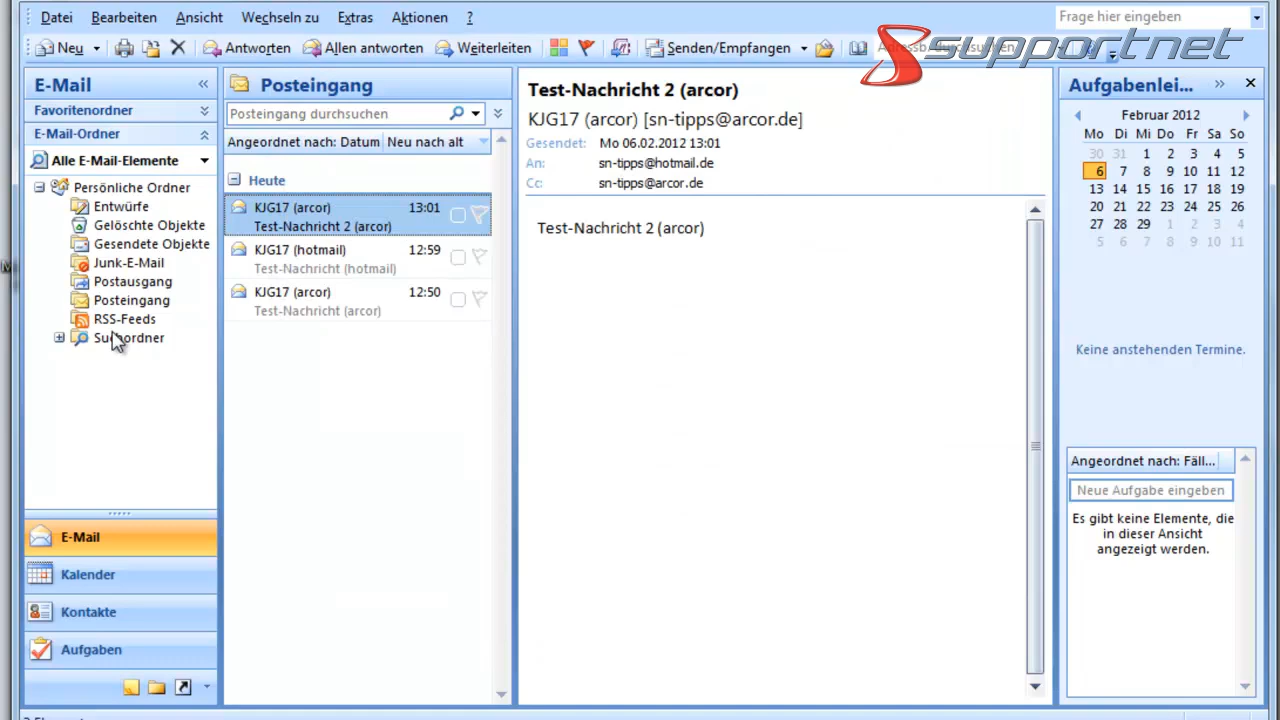 Datei Bearbeiten Ansicht Wechseln zu Extras Aktionen ? Frage hier eingeben
Neu Antworten Allen antworten Weiterleiten Senden/Empfangen
supportnet
E-Mail
Favoritenordner
E-Mail-Ordner
Alle E-Mail-Elemente
Persönliche Ordner
Entwürfe
Gelöschte Objekte
Gesendete Objekte
Junk-E-Mail
Postausgang
Posteingang
RSS-Feeds
Suchordner
E-Mail
Kalender
Kontakte
Aufgaben
Posteingang
Posteingang durchsuchen
Angeordnet nach: Datum Neu nach alt
Heute
KJG17 (arcor) 13:01
Test-Nachricht 2 (arcor)
KJG17 (hotmail) 12:59
Test-Nachricht (hotmail)
KJG17 (arcor) 12:50
Test-Nachricht (arcor)
Test-Nachricht 2 (arcor)
KJG17 (arcor) [sn-tipps@arcor.de]
Gesendet: Mo 06.02.2012 13:01
An: sn-tipps@hotmail.de
Cc: sn-tipps@arcor.de
Test-Nachricht 2 (arcor)
Aufgabenlei...
Februar 2012
Mo Di Mi Do Fr Sa So
30 31 1 2 3 4 5
6 7 8 9 10 11 12
13 14 15 16 17 18 19
20 21 22 23 24 25 26
27 28 29 1 2 3 4
5 6 7 8 9 10 11
Keine anstehenden Termine.
Angeordnet nach: Fäll...
Neue Aufgabe eingeben
Es gibt keine Elemente, die
in dieser Ansicht
angezeigt werden.